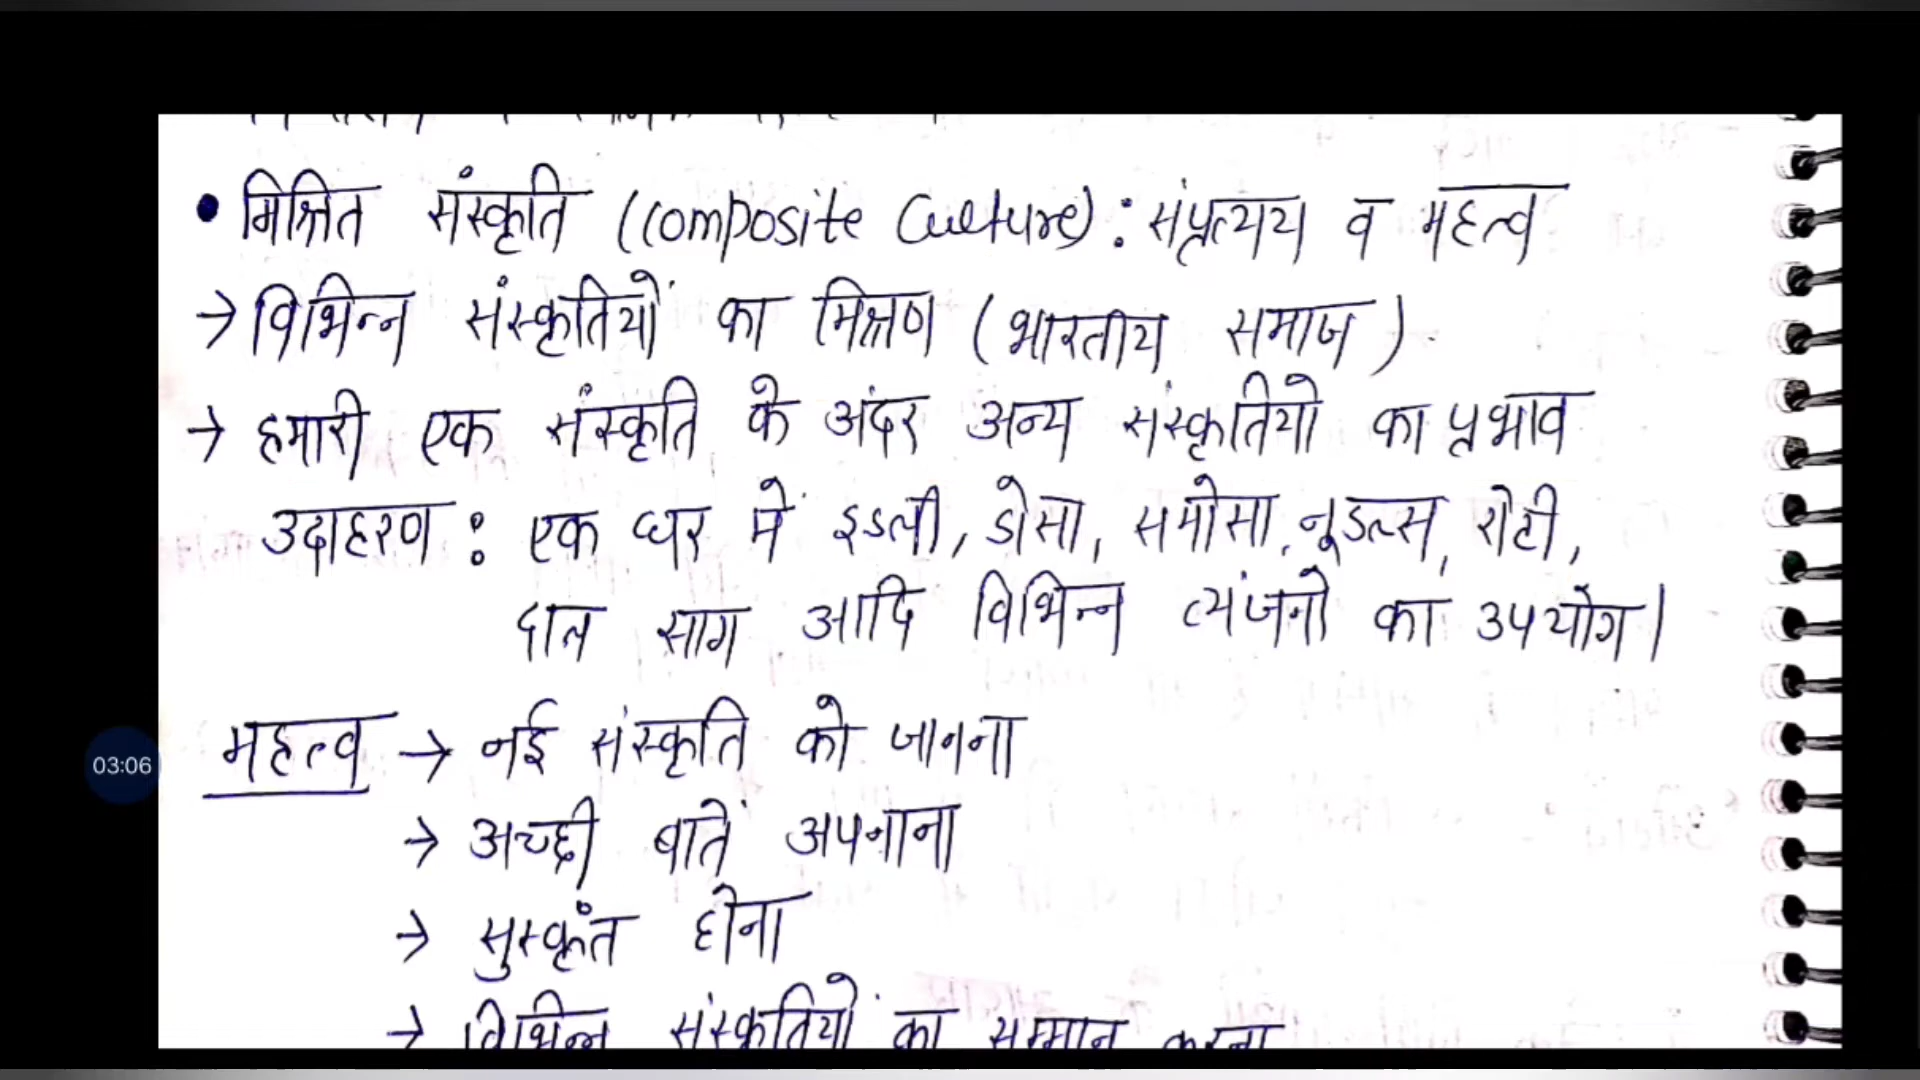 • मिश्रित संस्कृति (Composite Culture) : संप्रत्यय व महत्व
→ विभिन्न संस्कृतियों का मिश्रण ( भारतीय समाज )
→ हमारी एक संस्कृति के अंदर अन्य संस्कृतियो का प्रभाव
उदाहरण : एक घर में इडली, डोसा, समोसा, नूडल्स, रोटी,
दाल साग आदि विभिन्न व्यंजनो का उपयोग।
महत्व → नई संस्कृति को जानना
→ अच्छी बातें अपनाना
03:06
→ सुस्कृंत होना
→ विभिन्न संस्कृतियों का सम्मान करना